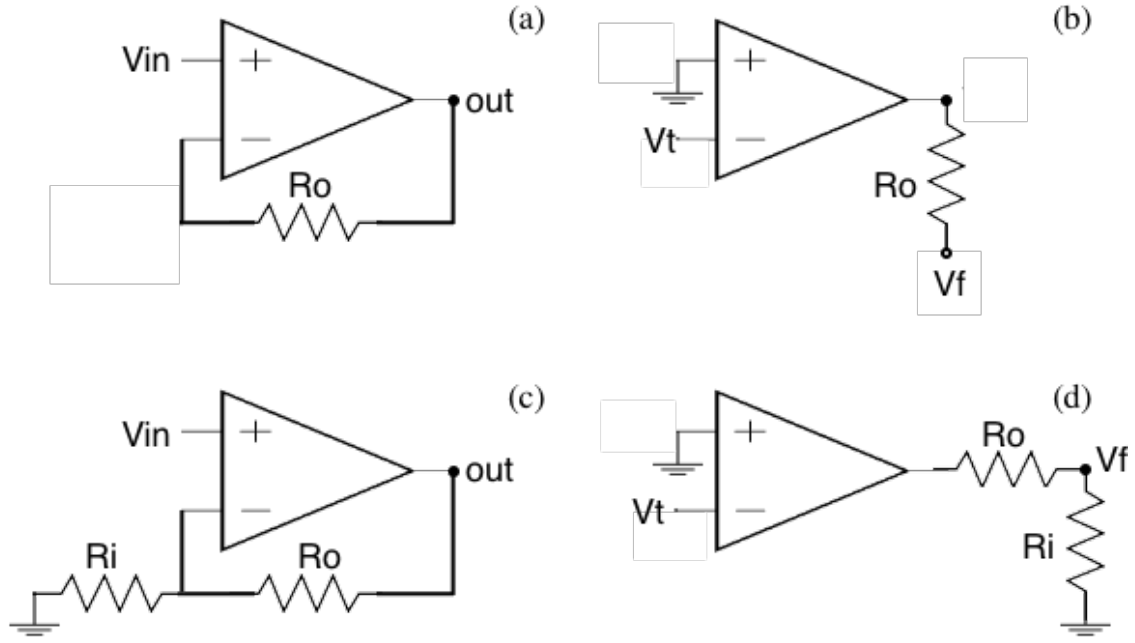 (a)
Vin
+
out
−
Ro
(b)
+
Vt
−
Ro
Vf
(c)
Vin
+
out
−
Ri
Ro
(d)
+
Ro
Vf
Vt
−
Ri